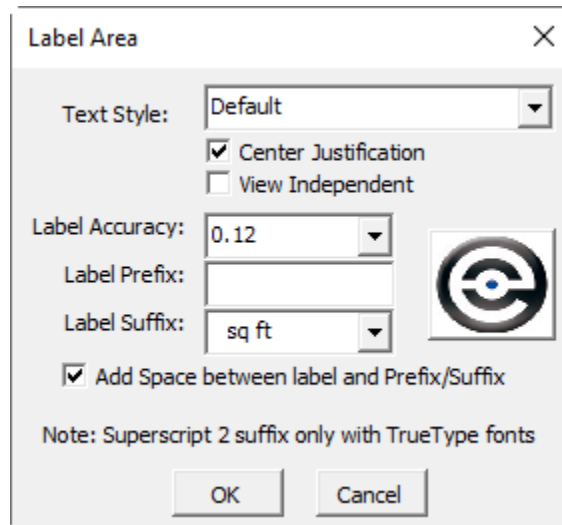 Label Area
Text Style: Default
Center Justification
View Independent
Label Accuracy: 0.12
Label Prefix:
Label Suffix: sq ft
Add Space between label and Prefix/Suffix
Note: Superscript 2 suffix only with TrueType fonts
OK Cancel